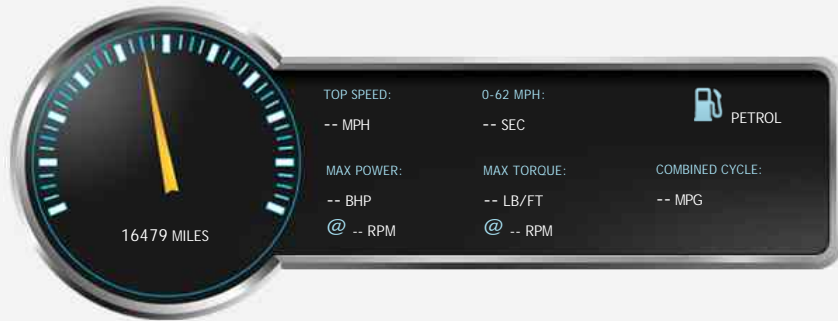 TOP SPEED:
-- MPH
0-62 MPH:
-- SEC
PETROL
MAX POWER:
-- BHP
@ -- RPM
MAX TORQUE:
-- LB/FT
@ -- RPM
COMBINED CYCLE:
-- MPG
16479 MILES